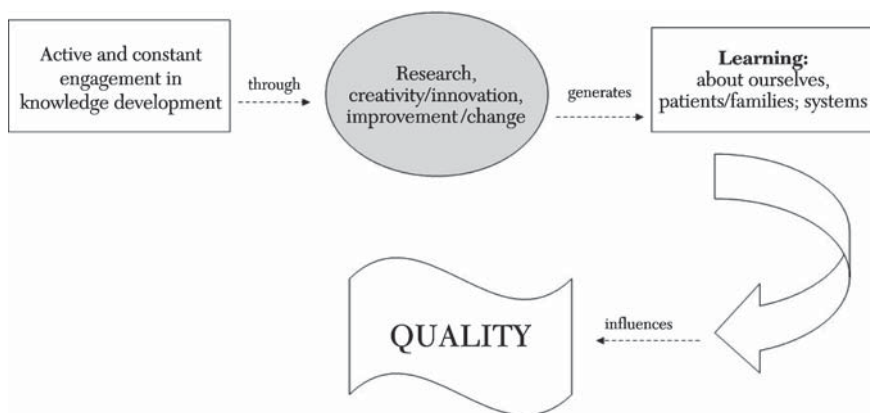 Active and constant
engagement in
knowledge development
through
Research,
creativity/innovation,
improvement/change
generates
Learning:
about ourselves,
patients/families; systems
influences
QUALITY